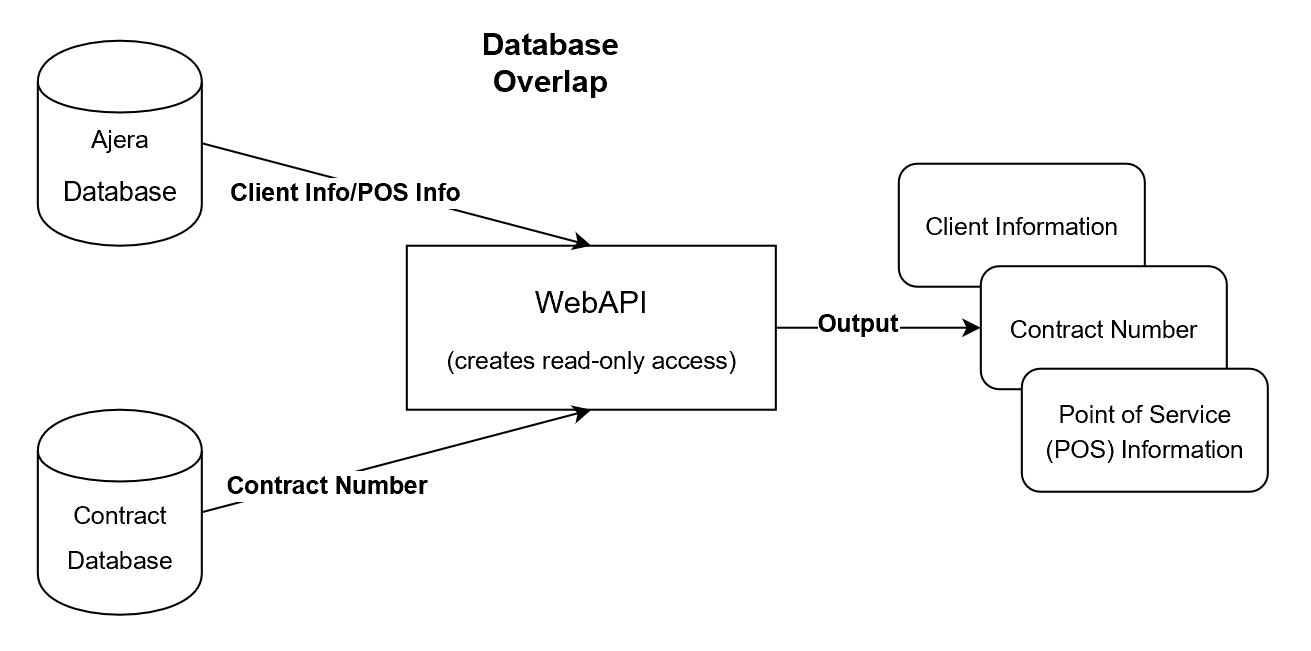 Database
Overlap
Ajera
Database
Client Info/POS Info
WebAPI
(creates read-only access)
Contract Number
Contract
Database
Output
Client Information
Contract Number
Point of Service
(POS) Information